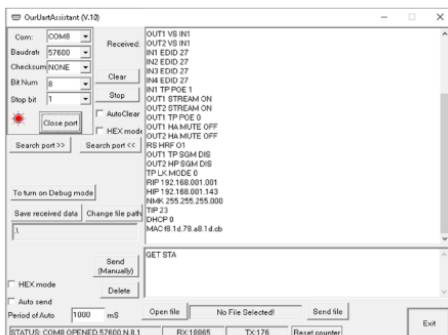 OurUartAssistant (V.10)
Com: COM8
Baudratr 57600
Checksum NONE
Bit Num 8
Stop bit 1
Close port
Search port >> Search port <<
Received:
Clear
Stop
AutoClear
HEX mode
To turn on Debug mode
Save received data Change file path
OUT1 VS IN1
OUT2 VS IN1
IN1 EDID 27
IN2 EDID 27
IN3 EDID 27
IN4 EDID 27
IN1 TP POE 1
OUT1 STREAM ON
OUT2 STREAM ON
OUT1 TP POE 0
OUT1 HA MUTE OFF
OUT2 HA MUTE OFF
RS HRF O1
OUT1 TP SGM DIS
OUT2 HP SGM DIS
TP LK MODE 0
RIP 192.168.001.001
HIP 192.168.001.143
NMK 255.255.255.000
TIP 23
DHCP 0
MAC f8.1d.78.a8.1d.cb
GET STA
Send
(Manually)
HEX mode
Delete
Auto send
Period of Auto 1000 mS
Open file No File Selected! Send file
Exit
STATUS: COM8 OPENED,57600,N,8,1 RX:18865 TX:176 Reset counter